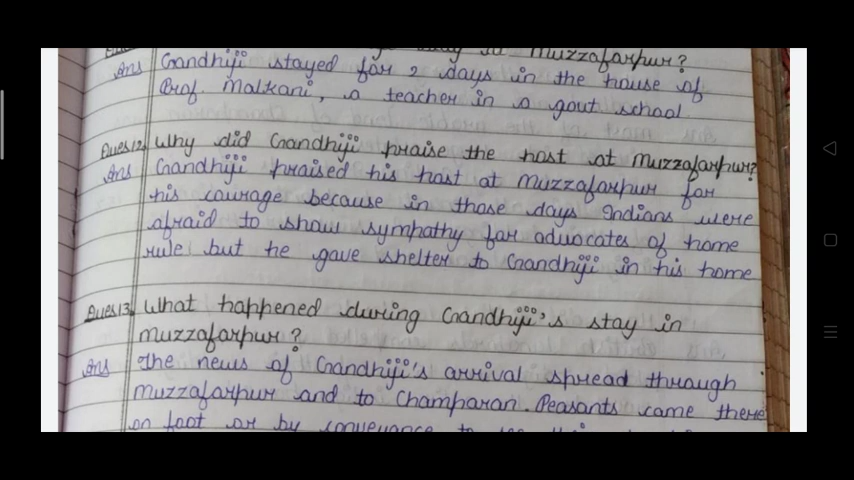 Muzzafarpur?
Ans Gandhiji stayed for 2 days in the house of
Prof. Malkani, a teacher in a govt school.
Ques12. Why did Gandhiji praise the host at Muzzafarpur?
Ans Gandhiji praised his host at Muzzafarpur for
his courage because in those days Indians were
afraid to show sympathy for advocates of home
rule but he gave shelter to Gandhiji in his home
Ques13. What happened during Gandhiji's stay in
Muzzafarpur?
Ans The news of Gandhiji's arrival spread through
Muzzafarpur and to Champaran. Peasants came there
on foot or by conveyance to